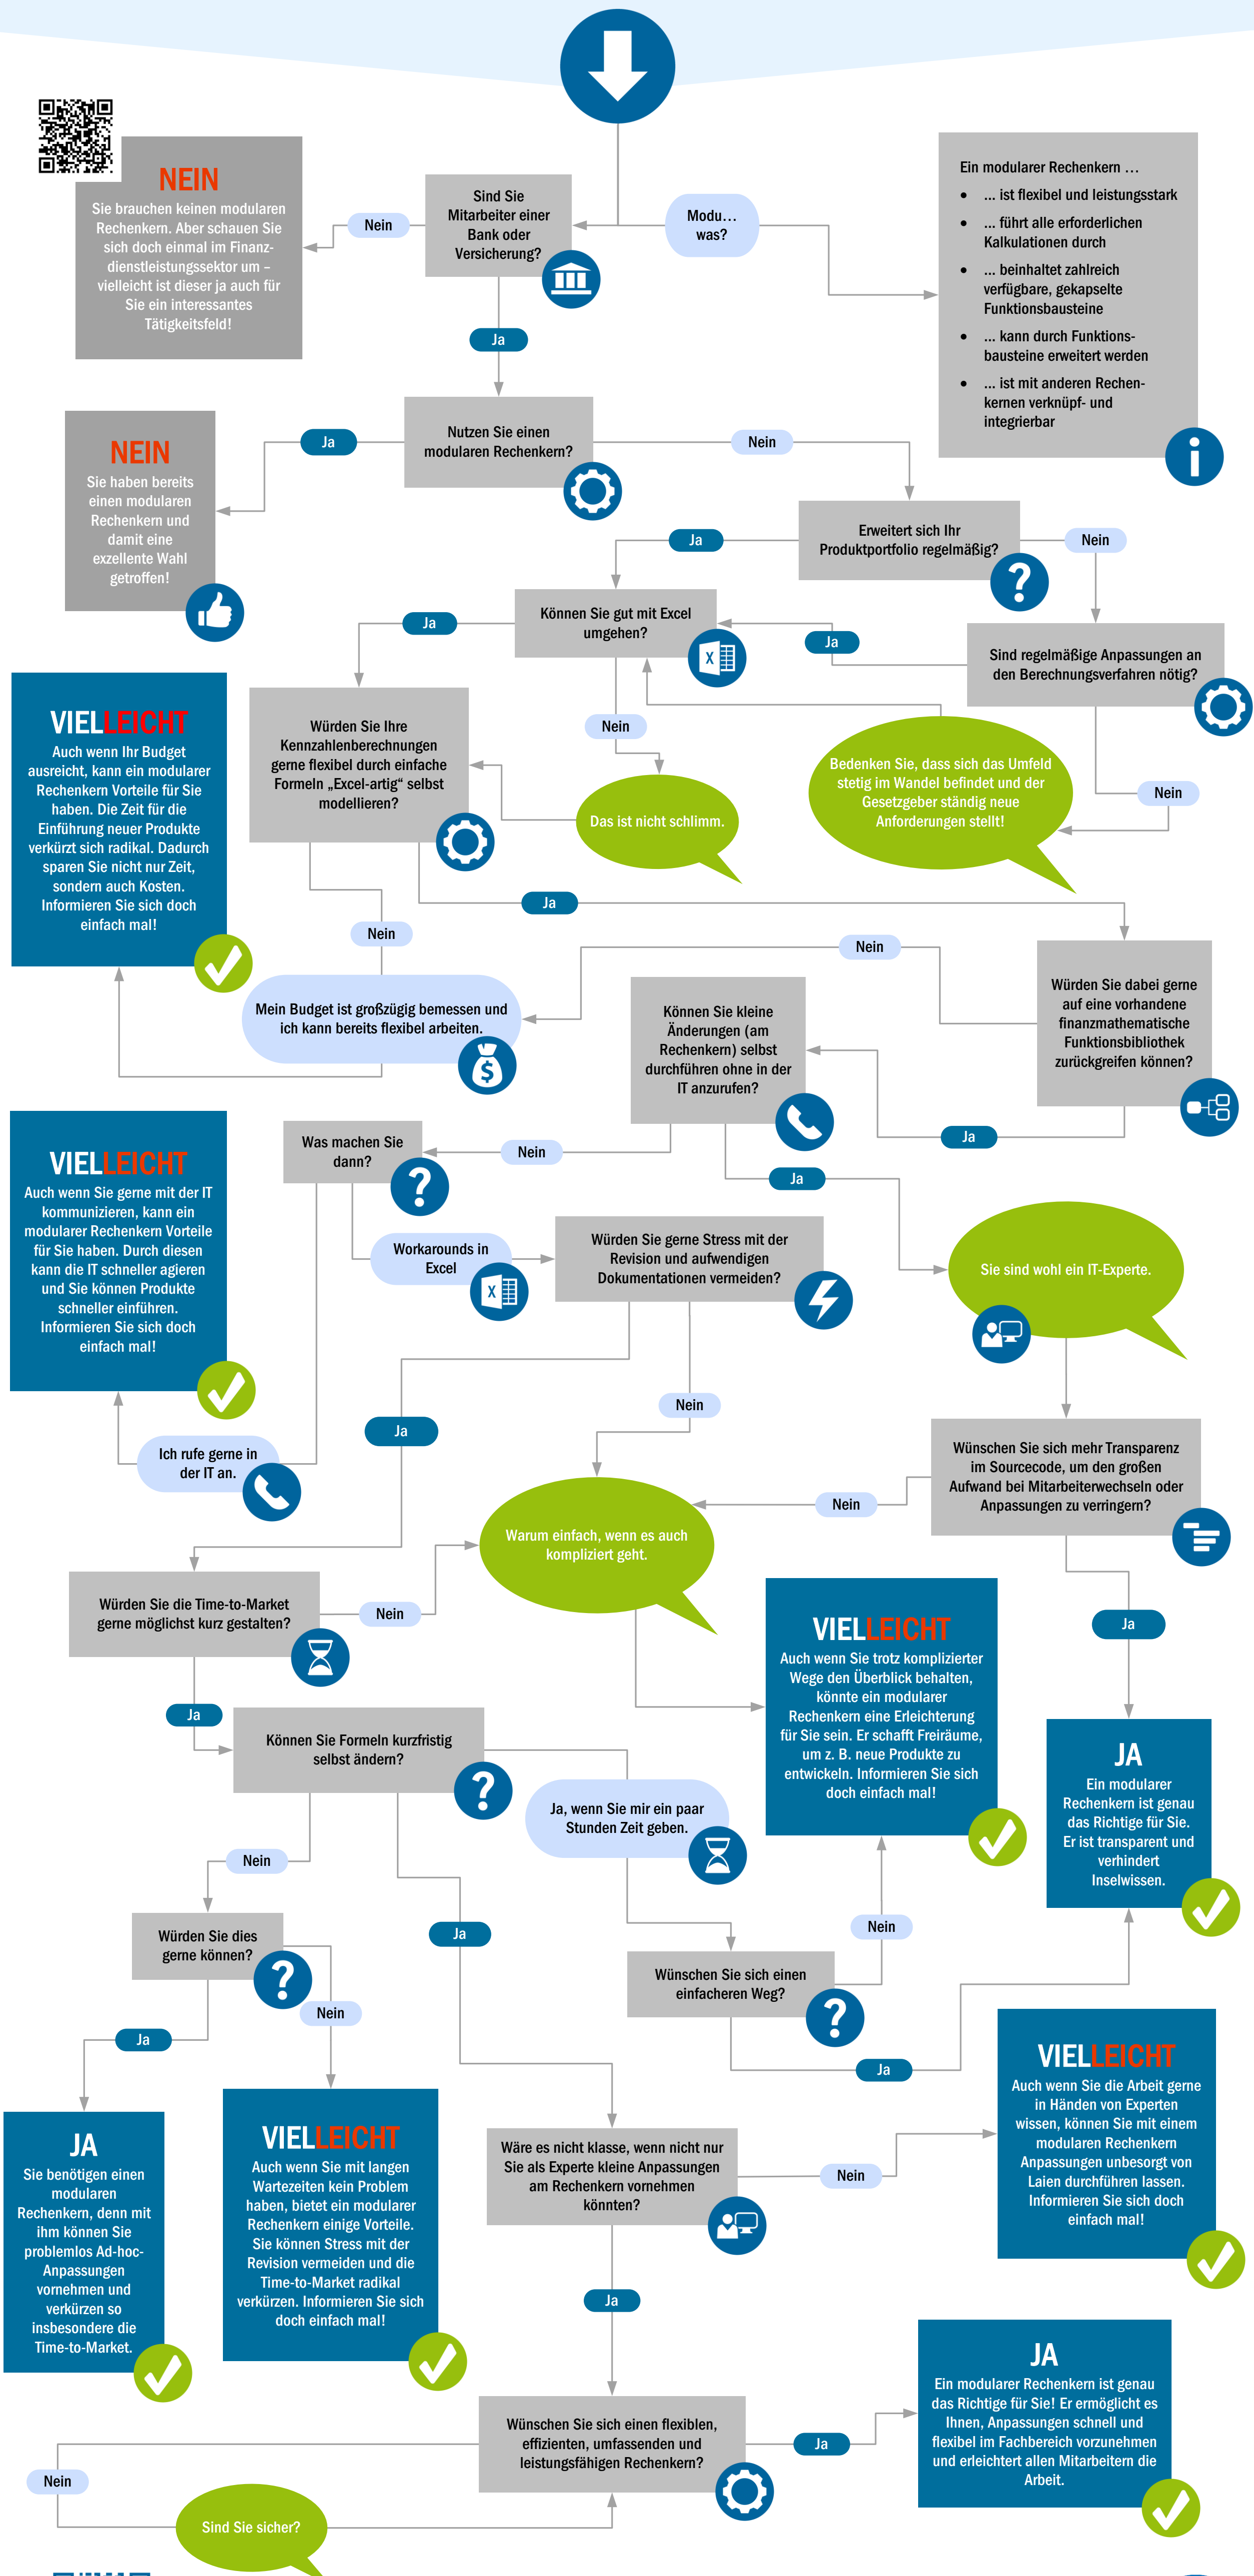 NEIN
Sie brauchen keinen modularen
Rechenkern. Aber schauen Sie
sich doch einmal im Finanz-
dienstleistungssektor um –
vielleicht ist dieser ja auch für
Sie ein interessantes
Tätigkeitsfeld!
Nein
Sind Sie
Mitarbeiter einer
Bank oder
Versicherung?
Modu…
was?
Ein modularer Rechenkern …
• ... ist flexibel und leistungsstark
• ... führt alle erforderlichen
Kalkulationen durch
• ... beinhaltet zahlreich
verfügbare, gekapselte
Funktionsbausteine
• ... kann durch Funktions-
bausteine erweitert werden
• ... ist mit anderen Rechen-
kernen verknüpf- und
integrierbar
Ja
NEIN
Sie haben bereits
einen modularen
Rechenkern und
damit eine
exzellente Wahl
getroffen!
Ja
Nutzen Sie einen
modularen Rechenkern?
Nein
Erweitert sich Ihr
Produktportfolio regelmäßig?
Ja
Nein
Können Sie gut mit Excel
umgehen?
X
Ja
Ja
Sind regelmäßige Anpassungen an
den Berechnungsverfahren nötig?
VIELLEICHT
Auch wenn Ihr Budget
ausreicht, kann ein modularer
Rechenkern Vorteile für Sie
haben. Die Zeit für die
Einführung neuer Produkte
verkürzt sich radikal. Dadurch
sparen Sie nicht nur Zeit,
sondern auch Kosten.
Informieren Sie sich doch
einfach mal!
Würden Sie Ihre
Kennzahlenberechnungen
gerne flexibel durch einfache
Formeln „Excel-artig“ selbst
modellieren?
Nein
Das ist nicht schlimm.
Bedenken Sie, dass sich das Umfeld
stetig im Wandel befindet und der
Gesetzgeber ständig neue
Anforderungen stellt!
Nein
Ja
Nein
Nein
Mein Budget ist großzügig bemessen und
ich kann bereits flexibel arbeiten.
$
Können Sie kleine
Änderungen (am
Rechenkern) selbst
durchführen ohne in der
IT anzurufen?
Würden Sie dabei gerne
auf eine vorhandene
finanzmathematische
Funktionsbibliothek
zurückgreifen können?
Ja
VIELLEICHT
Auch wenn Sie gerne mit der IT
kommunizieren, kann ein
modularer Rechenkern Vorteile
für Sie haben. Durch diesen
kann die IT schneller agieren
und Sie können Produkte
schneller einführen.
Informieren Sie sich doch
einfach mal!
Was machen Sie
dann?
?
Nein
Ja
Workarounds in
Excel
X
Würden Sie gerne Stress mit der
Revision und aufwendigen
Dokumentationen vermeiden?
Sie sind wohl ein IT-Experte.
Ja
Nein
Ich rufe gerne in
der IT an.
Wünschen Sie sich mehr Transparenz
im Sourcecode, um den großen
Aufwand bei Mitarbeiterwechseln oder
Anpassungen zu verringern?
Nein
Warum einfach, wenn es auch
kompliziert geht.
Würden Sie die Time-to-Market
gerne möglichst kurz gestalten?
Nein
VIELLEICHT
Auch wenn Sie trotz komplizierter
Wege den Überblick behalten,
könnte ein modularer
Rechenkern eine Erleichterung
für Sie sein. Er schafft Freiräume,
um z. B. neue Produkte zu
entwickeln. Informieren Sie sich
doch einfach mal!
Ja
Ja
Können Sie Formeln kurzfristig
selbst ändern?
?
JA
Ein modularer
Rechenkern ist genau
das Richtige für Sie.
Er ist transparent und
verhindert
Inselwissen.
Ja, wenn Sie mir ein paar
Stunden Zeit geben.
Nein
Würden Sie dies
gerne können?
?
Ja
Nein
Wünschen Sie sich einen
einfacheren Weg?
?
Nein
Ja
Ja
VIELLEICHT
Auch wenn Sie die Arbeit gerne
in Händen von Experten
wissen, können Sie mit einem
modularen Rechenkern
Anpassungen unbesorgt von
Laien durchführen lassen.
Informieren Sie sich doch
einfach mal!
JA
Sie benötigen einen
modularen
Rechenkern, denn mit
ihm können Sie
problemlos Ad-hoc-
Anpassungen
vornehmen und
verkürzen so
insbesondere die
Time-to-Market.
VIELLEICHT
Auch wenn Sie mit langen
Wartezeiten kein Problem
haben, bietet ein modularer
Rechenkern einige Vorteile.
Sie können Stress mit der
Revision vermeiden und die
Time-to-Market radikal
verkürzen. Informieren Sie sich
doch einfach mal!
Wäre es nicht klasse, wenn nicht nur
Sie als Experte kleine Anpassungen
am Rechenkern vornehmen
könnten?
Nein
Ja
Wünschen Sie sich einen flexiblen,
effizienten, umfassenden und
leistungsfähigen Rechenkern?
Ja
JA
Ein modularer Rechenkern ist genau
das Richtige für Sie! Er ermöglicht es
Ihnen, Anpassungen schnell und
flexibel im Fachbereich vorzunehmen
und erleichtert allen Mitarbeitern die
Arbeit.
Nein
Sind Sie sicher?